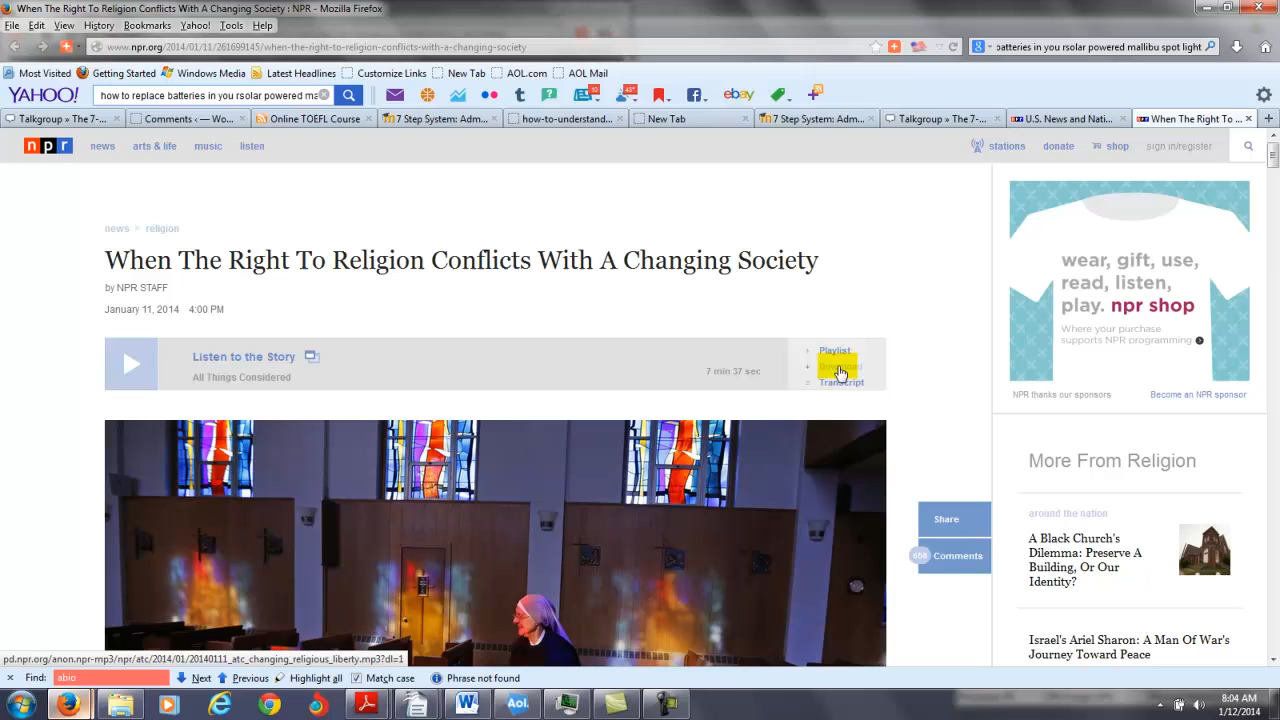 When The Right To Religion Conflicts With A Changing Society : NPR - Mozilla Firefox
File Edit View History Bookmarks Yahoo! Tools Help
www.npr.org/2014/01/11/261699145/when-the-right-to-religion-conflicts-with-a-changing-society
batteries in you rsolar powered mallibu spot light
Most Visited Getting Started Windows Media Latest Headlines Customize Links New Tab AOL.com AOL Mail
YAHOO! how to replace batteries in you rsolar powered ma ebay
Talkgroup » The 7-... Comments ‹ — Wo... Online TOEFL Course 7 Step System: Adm... how-to-understand... New Tab 7 Step System: Adm... Talkgroup » The 7-... U.S. News and Nati... When The Right To ...
npr news arts & life music listen stations donate shop sign in/register
news religion
When The Right To Religion Conflicts With A Changing Society
by NPR STAFF
January 11, 2014 4:00 PM
Listen to the Story
All Things Considered
7 min 37 sec
Playlist
Download
Transcript
wear, gift, use,
read, listen,
play. npr shop
Where your purchase
supports NPR programming
NPR thanks our sponsors Become an NPR sponsor
More From Religion
around the nation
A Black Church's
Dilemma: Preserve A
Building, Or Our
Identity?
Israel's Ariel Sharon: A Man Of War's
Journey Toward Peace
Share
Comments
pd.npr.org/anon.npr-mp3/npr/atc/2014/01/20140111_atc_changing_religious_liberty.mp3?dl=1
Find: abio Next Previous Highlight all Match case Phrase not found
Aol.
8:04 AM
1/12/2014